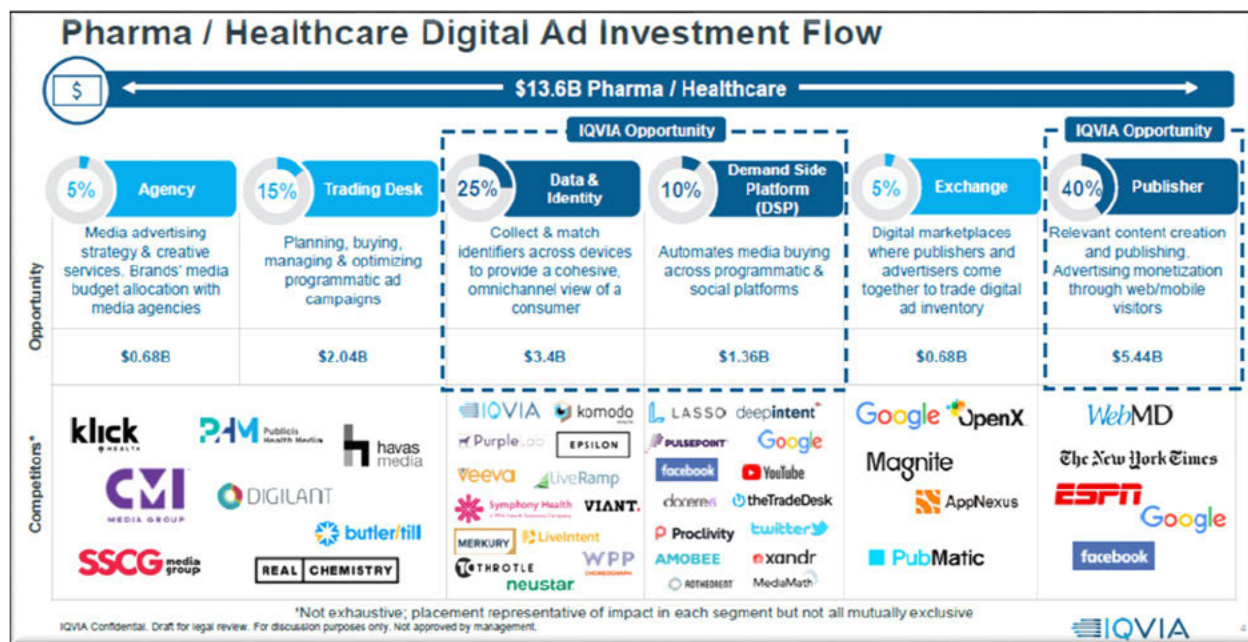 Pharma / Healthcare Digital Ad Investment Flow
$
$13.6B Pharma / Healthcare
IQVIA Opportunity
IQVIA Opportunity
5%
Agency
15%
Trading Desk
25%
Data &
Identity
10%
Demand Side
Platform
(DSP)
5%
Exchange
40%
Publisher
Opportunity
Media advertising
strategy & creative
services. Brands' media
budget allocation with
media agencies
Planning, buying,
managing & optimizing
programmatic ad
campaigns
Collect & match
identifiers across devices
to provide a cohesive,
omnichannel view of a
consumer
Automates media buying
across programmatic &
social platforms
Digital marketplaces
where publishers and
advertisers come
together to trade digital
ad inventory
Relevant content creation
and publishing.
Advertising monetization
through web/mobile
visitors
$0.68B
$2.04B
$3.4B
$1.36B
$0.68B
$5.44B
Competitors*
klick
HEALTH
CMI
MEDIA GROUP
SSCG media
group
PHM Publicis
Health Media
havas
media
DIGILANT
butler/till
REAL CHEMISTRY
IQVIA
komodo
PurpleLab
EPSILON
veeva
LiveRamp
Symphony Health
VIANT.
MERKURY
LiveIntent
THROTLE
WPP
CHOREOGRAPH
neustar
LASSO
deepintent
PULSEPOINT
Google
facebook
YouTube
theTradeDesk
Proclivity
twitter
AMOBEE
xandr
MediaMath
Google
OpenX
Magnite
AppNexus
PubMatic
WebMD
The New York Times
ESPN
Google
facebook
*Not exhaustive; placement representative of impact in each segment but not all mutually exclusive
IQVIA Confidential. Draft for legal review. For discussion purposes only. Not approved by management.
IQVIA
4